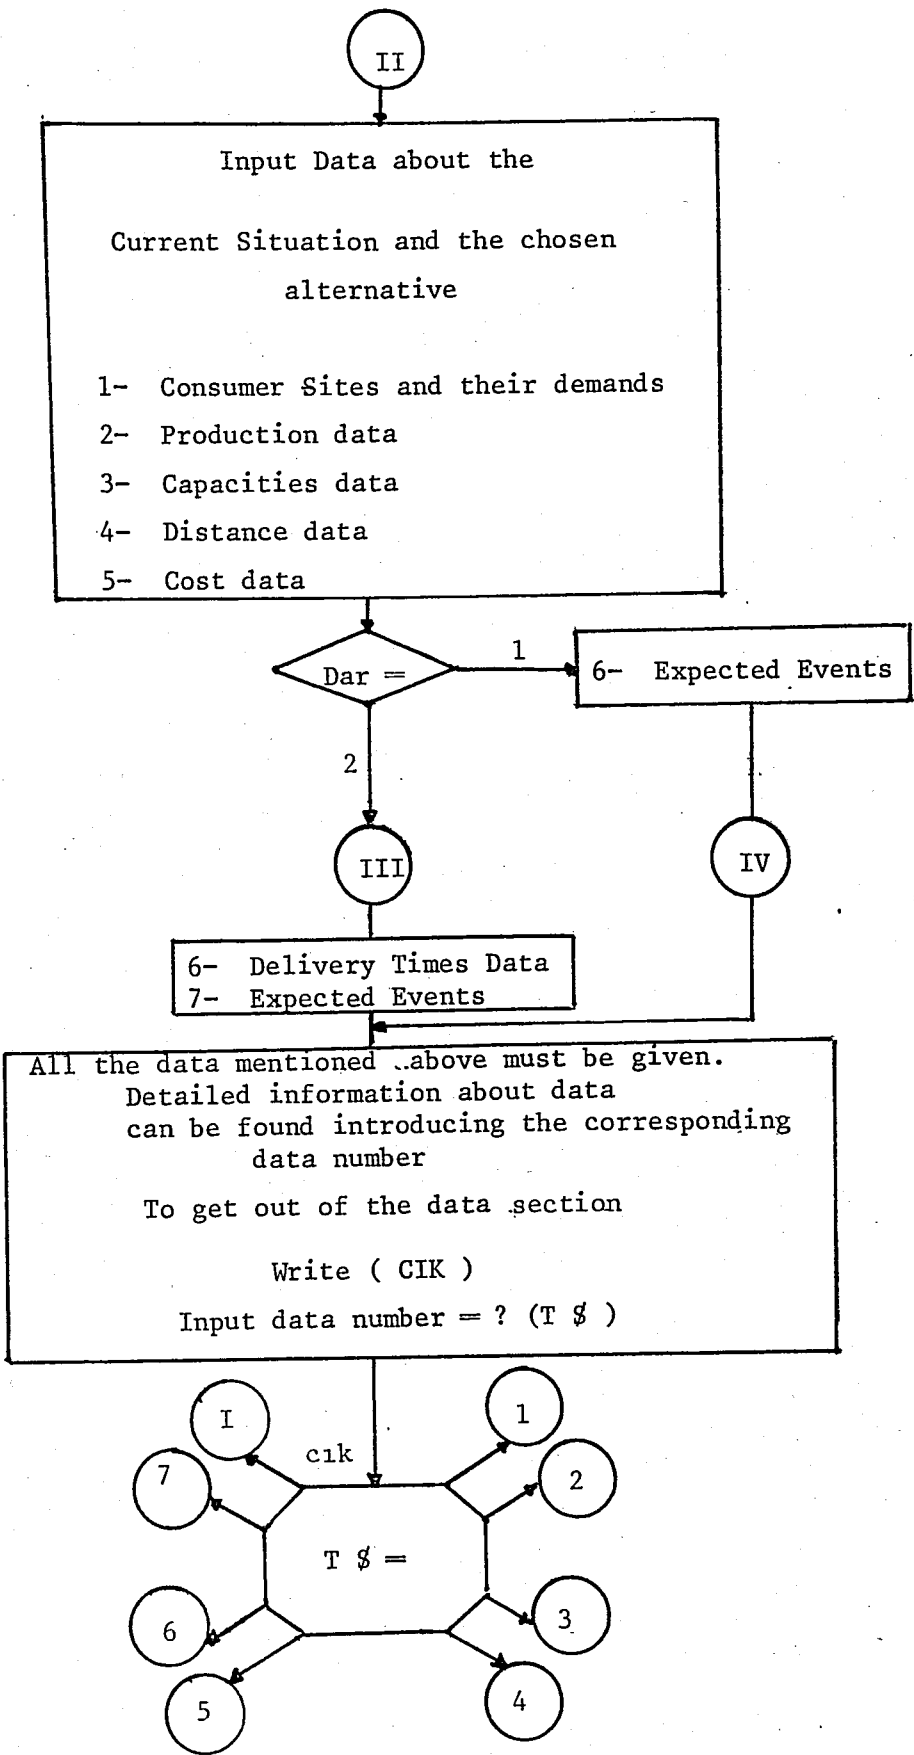 II
Input Data about the
Current Situation and the chosen
alternative
1- Consumer Sites and their demands
2- Production data
3- Capacities data
4- Distance data
5- Cost data
Dar =
1
6- Expected Events
2
III
IV
6- Delivery Times Data
7- Expected Events
All the data mentioned above must be given.
Detailed information about data
can be found introducing the corresponding
data number
To get out of the data section
Write ( CIK )
Input data number = ? (T $ )
I
1
cık
7
2
T $ =
6
3
5
4